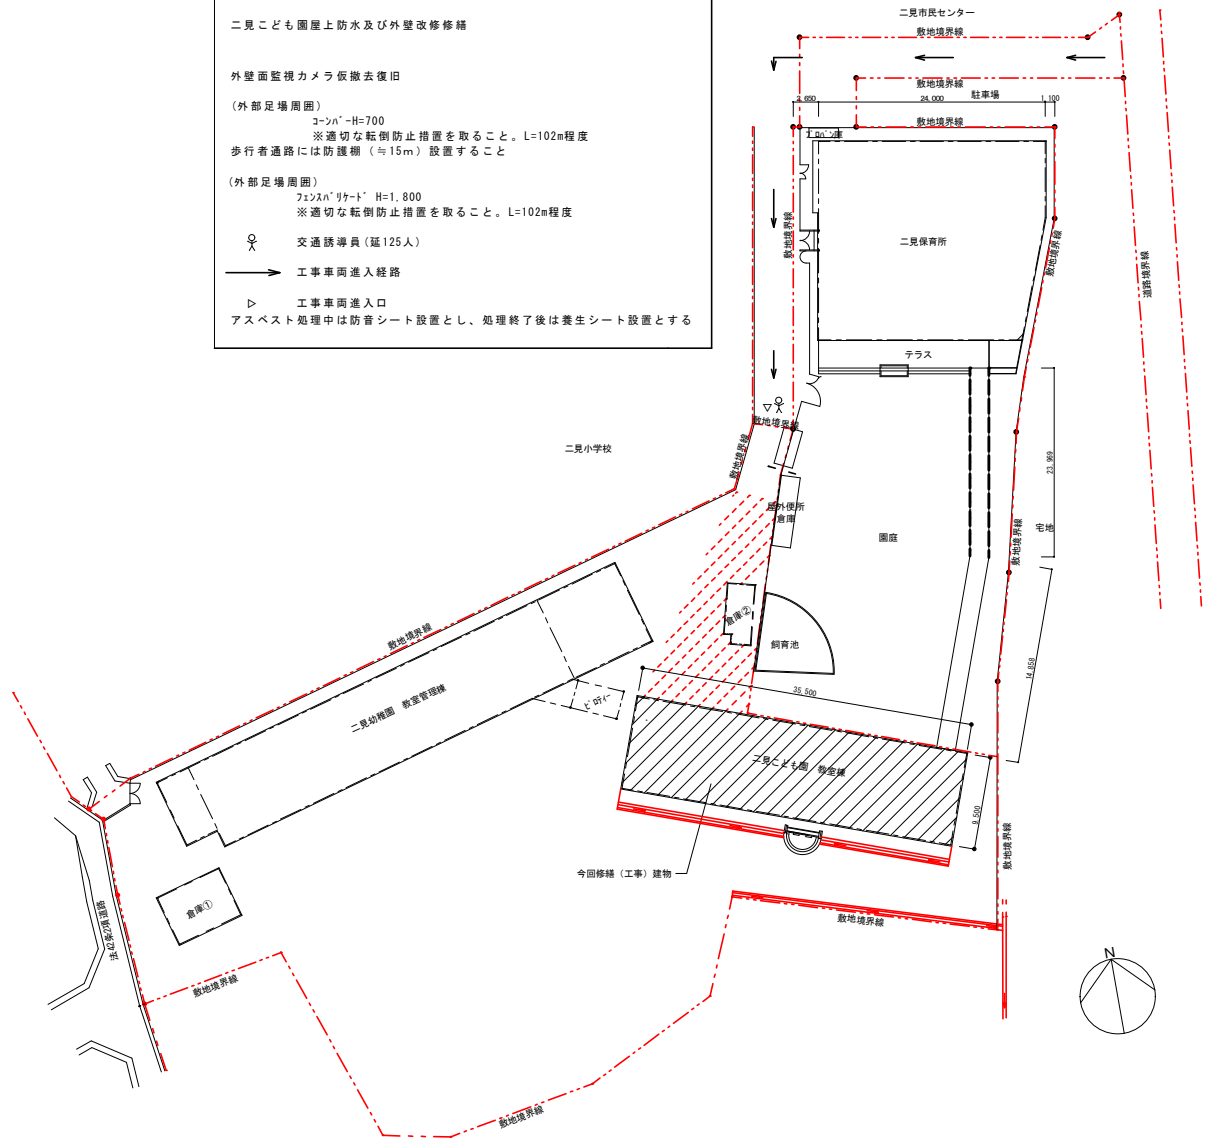 二見こども園屋上防水及び外壁改修修繕
外壁面監視カメラ仮撤去復旧
(外部足場周囲)
コーンバーH=700
※適切な転倒防止措置を取ること。L=102m程度
歩行者通路には防護棚（≒15m）設置すること
(外部足場周囲)
フェンスバリケード H=1,800
※適切な転倒防止措置を取ること。L=102m程度
交通誘導員(延125人)
工事車両進入経路
工事車両進入口
アスベスト処理中は防音シート設置とし、処理終了後は養生シート設置とする
二見市民センター
敷地境界線
敷地境界線
駐車場
2,650
24,000
1,100
敷地境界線
プロパン庫
敷地境界線
二見保育所
敷地境界線
道路境界線
テラス
敷地境界線
二見小学校
敷地境界線
屋外便所
倉庫
園庭
23,969
宅地
敷地境界線
倉庫②
飼育池
14,858
敷地境界線
二見幼稚園 教室管理棟
ピロティー
35,500
二見こども園 教室棟
9,500
今回修繕（工事）建物
敷地境界線
倉庫①
法42条2項道路
敷地境界線
敷地境界線
敷地境界線
N